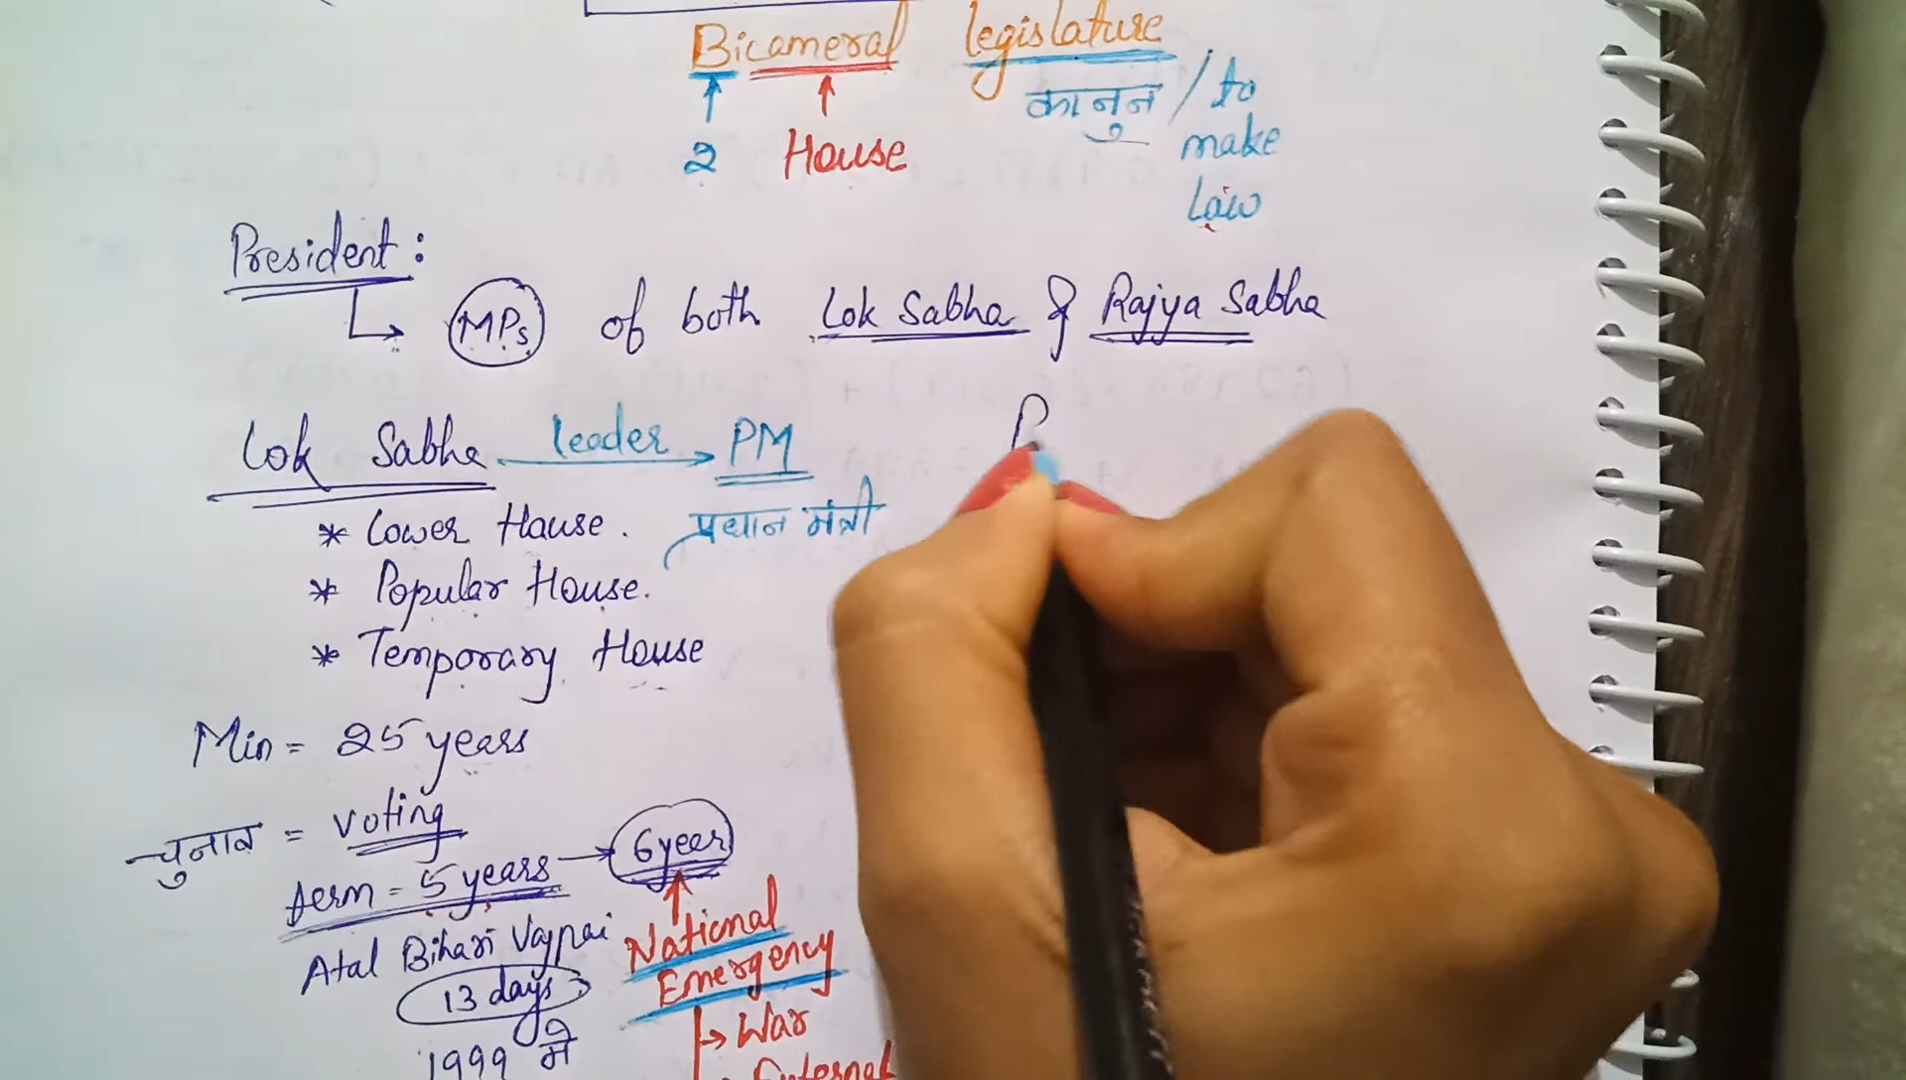 Bicameral legislature
2 House कानुन / to make law
President :
MPs of both Lok Sabha & Rajya Sabha
Lok Sabha leader PM
* Lower House . प्रधान मंत्री
* Popular House.
* Temporary House
Min = 25 years
चुनाव = voting
term = 5 years → 6 year
Atal Bihari Vajpai National
13 days Emergency
1999 में → War
External